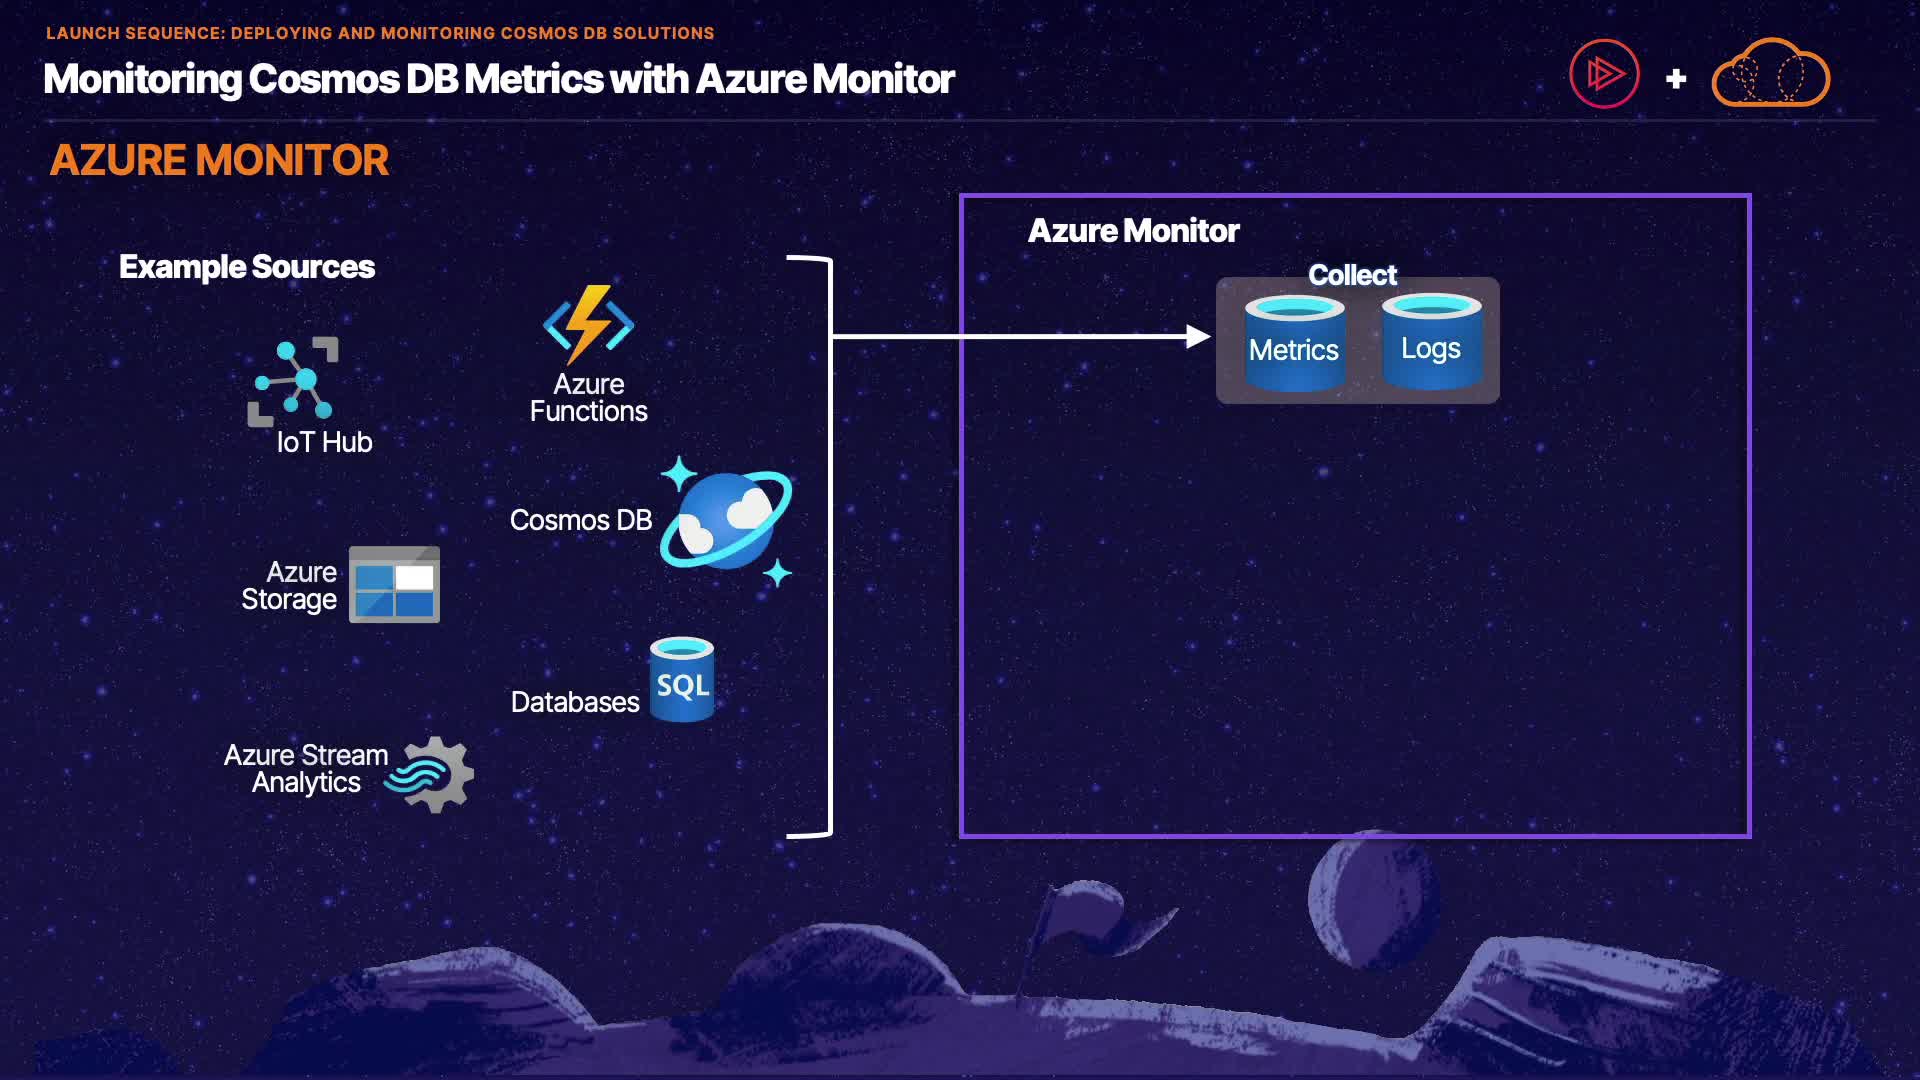 LAUNCH SEQUENCE: DEPLOYING AND MONITORING COSMOS DB SOLUTIONS
Monitoring Cosmos DB Metrics with Azure Monitor
AZURE MONITOR
Example Sources
IoT Hub
Azure
Functions
Cosmos DB
Azure
Storage
Databases
SQL
Azure Stream
Analytics
Azure Monitor
Collect
Metrics
Logs